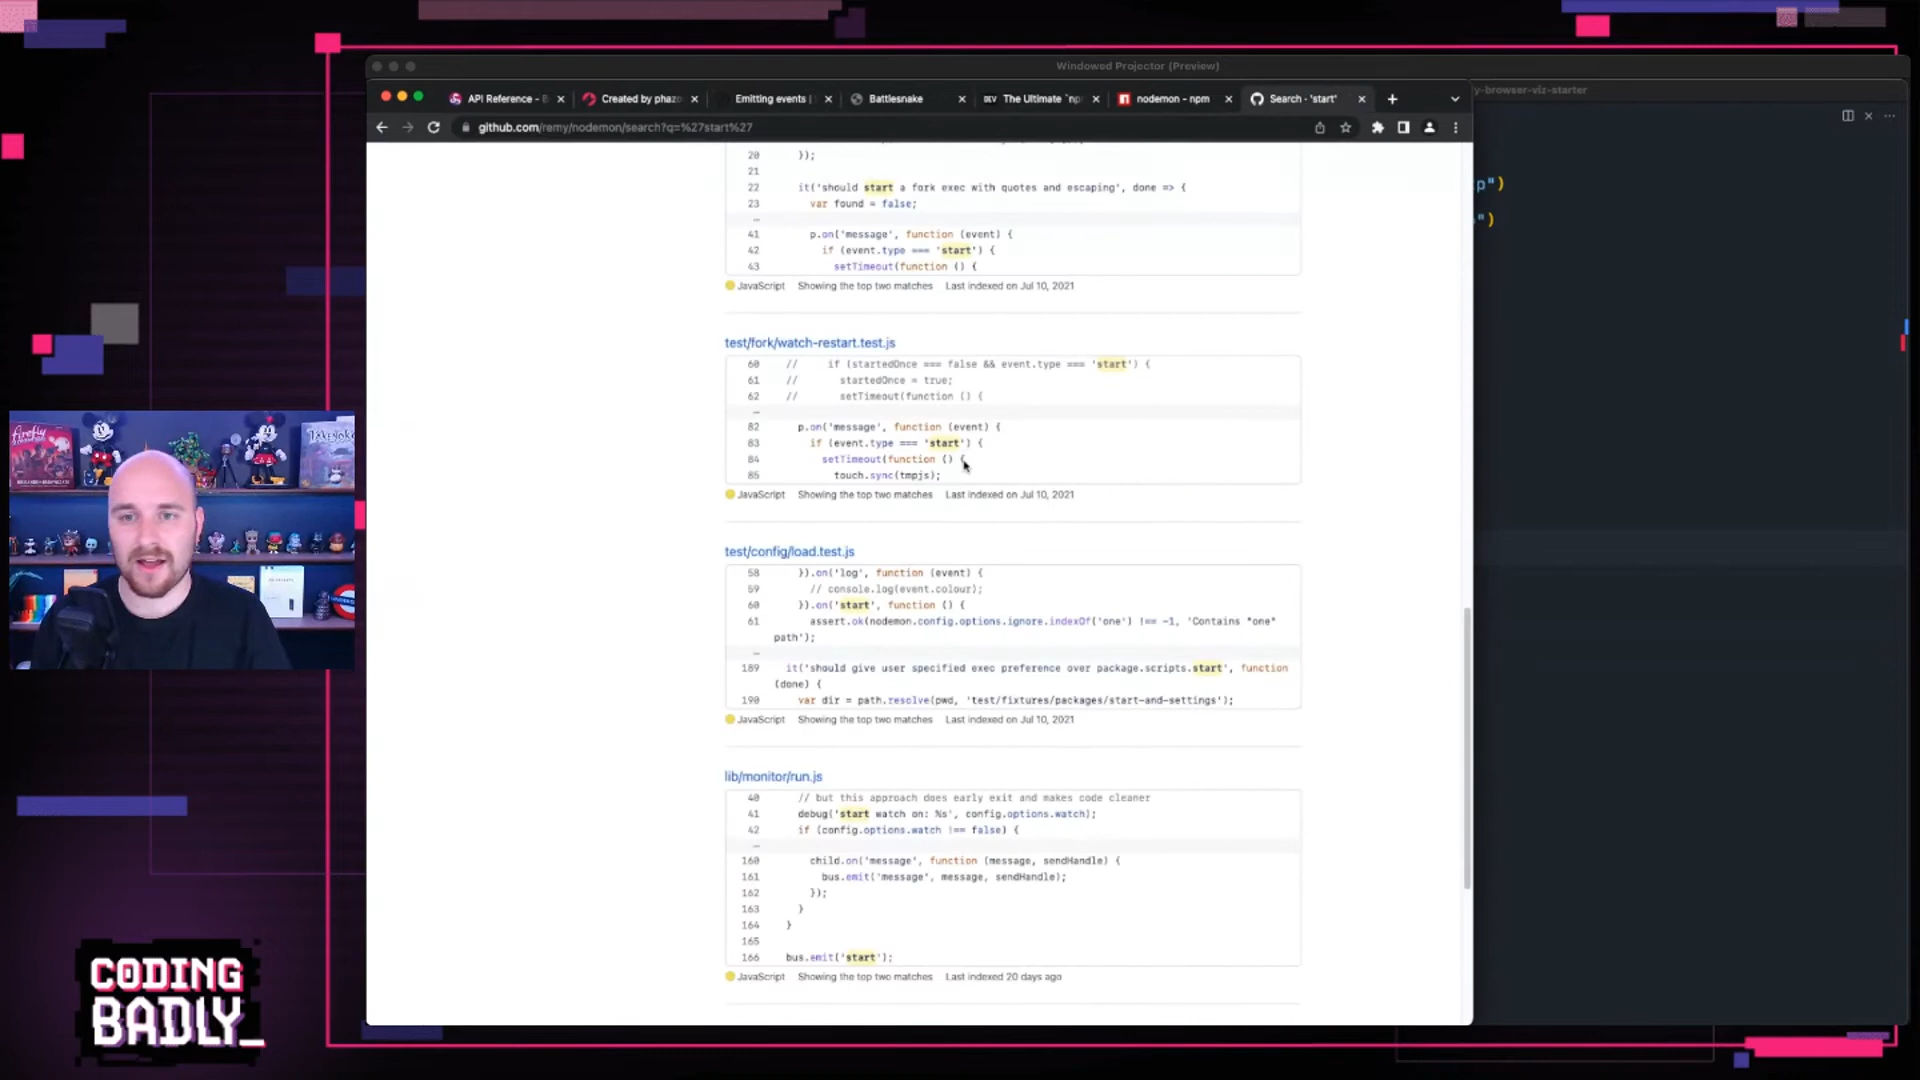 Windowed Projector (Preview)
API Reference - B
Created by phazo
Emitting events (
Battlesnake
DEV The Ultimate `np
nodemon - npm
Search · 'start'
y-browser-viz-starter
github.com/remy/nodemon/search?q=%27start%27
20 });
21
22 it('should start a fork exec with quotes and escaping', done => {
23 var found = false;
…
41 p.on('message', function (event) {
42 if (event.type === 'start') {
43 setTimeout(function () {
JavaScript Showing the top two matches Last indexed on Jul 10, 2021
p")
")
test/fork/watch-restart.test.js
60 // if (startedOnce === false && event.type === 'start') {
61 // startedOnce = true;
62 // setTimeout(function () {
…
82 p.on('message', function (event) {
83 if (event.type === 'start') {
84 setTimeout(function () {
85 touch.sync(tmpjs);
JavaScript Showing the top two matches Last indexed on Jul 10, 2021
test/config/load.test.js
58 }).on('log', function (event) {
59 // console.log(event.colour);
60 }).on('start', function () {
61 assert.ok(nodemon.config.options.ignore.indexOf('one') !== -1, 'Contains "one"
path');
…
189 it('should give user specified exec preference over package.scripts.start', function
(done) {
190 var dir = path.resolve(pwd, 'test/fixtures/packages/start-and-settings');
JavaScript Showing the top two matches Last indexed on Jul 10, 2021
lib/monitor/run.js
40 // but this approach does early exit and makes code cleaner
41 debug('start watch on: %s', config.options.watch);
42 if (config.options.watch !== false) {
…
160 child.on('message', function (message, sendHandle) {
161 bus.emit('message', message, sendHandle);
162 });
163 }
164 }
165
166 bus.emit('start');
JavaScript Showing the top two matches Last indexed 20 days ago
firefly
TAKENOKO
CODING
BADLY_